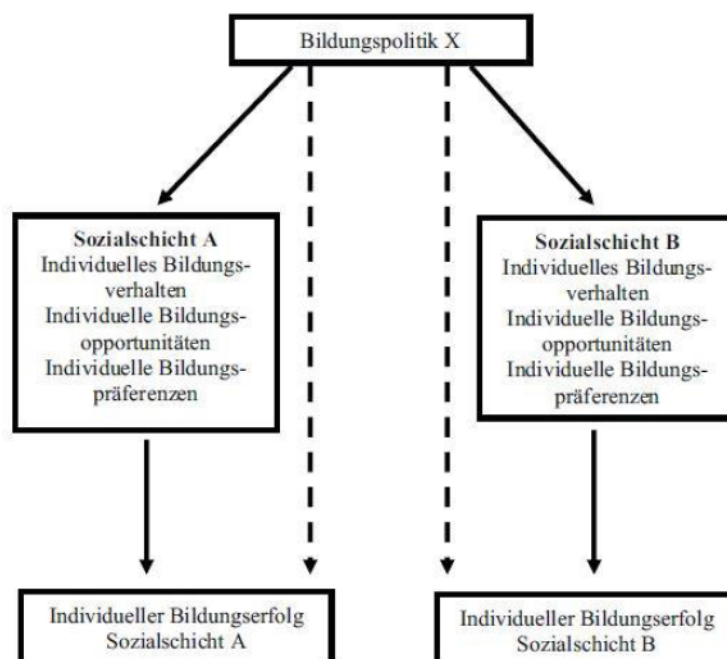 Bildungspolitik X
Sozialschicht A
Individuelles Bildungs-
verhalten
Individuelle Bildungs-
opportunitäten
Individuelle Bildungs-
präferenzen
Sozialschicht B
Individuelles Bildungs-
verhalten
Individuelle Bildungs-
opportunitäten
Individuelle Bildungs-
präferenzen
Individueller Bildungserfolg
Sozialschicht A
Individueller Bildungserfolg
Sozialschicht B